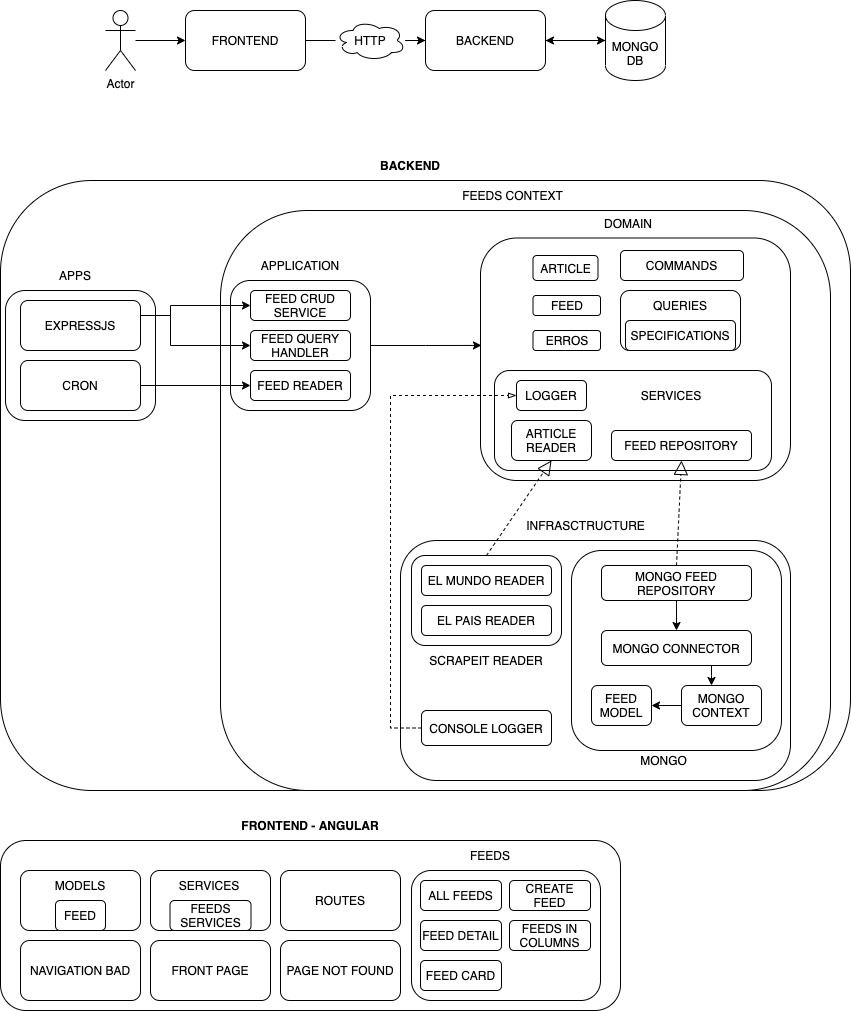 FRONTEND
HTTP
BACKEND
MONGO
DB
Actor
BACKEND
FEEDS CONTEXT
DOMAIN
APPS
EXPRESSJS
CRON
APPLICATION
FEED CRUD
SERVICE
FEED QUERY
HANDLER
FEED READER
ARTICLE
COMMANDS
FEED
QUERIES
SPECIFICATIONS
ERROS
LOGGER
SERVICES
ARTICLE
READER
FEED REPOSITORY
INFRASCTRUCTURE
EL MUNDO READER
EL PAIS READER
SCRAPEIT READER
CONSOLE LOGGER
MONGO FEED
REPOSITORY
MONGO CONNECTOR
FEED
MODEL
MONGO
CONTEXT
MONGO
FRONTEND - ANGULAR
MODELS
FEED
SERVICES
FEEDS
SERVICES
ROUTES
NAVIGATION BAD
FRONT PAGE
PAGE NOT FOUND
FEEDS
ALL FEEDS
CREATE
FEED
FEED DETAIL
FEEDS IN
COLUMNS
FEED CARD